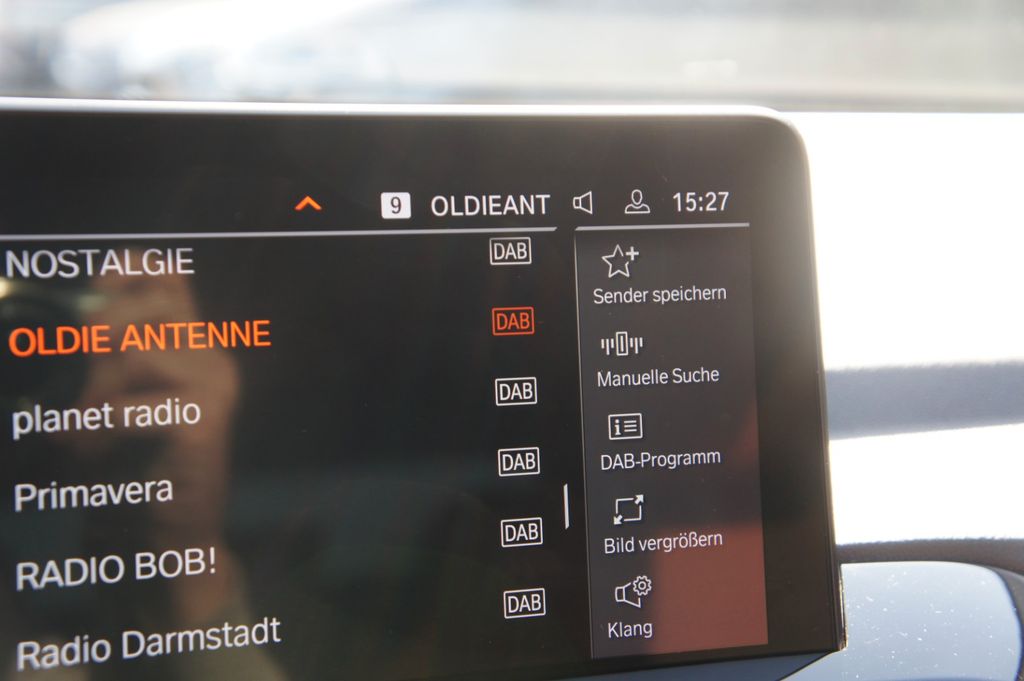 9 OLDIEANT 15:27
NOSTALGIE DAB
OLDIE ANTENNE DAB
planet radio DAB
Primavera DAB
RADIO BOB! DAB
Radio Darmstadt DAB
Sender speichern
Manuelle Suche
DAB-Programm
Bild vergrößern
Klang